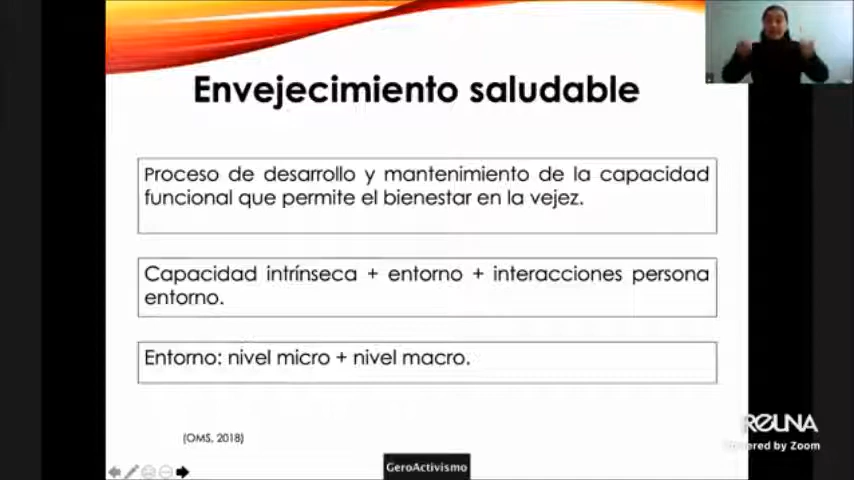 Envejecimiento saludable
Proceso de desarrollo y mantenimiento de la capacidad
funcional que permite el bienestar en la vejez.
Capacidad intrínseca + entorno + interacciones persona
entorno.
Entorno: nivel micro + nivel macro.
(OMS, 2018)
GeroActivismo
REUNA
Powered by Zoom